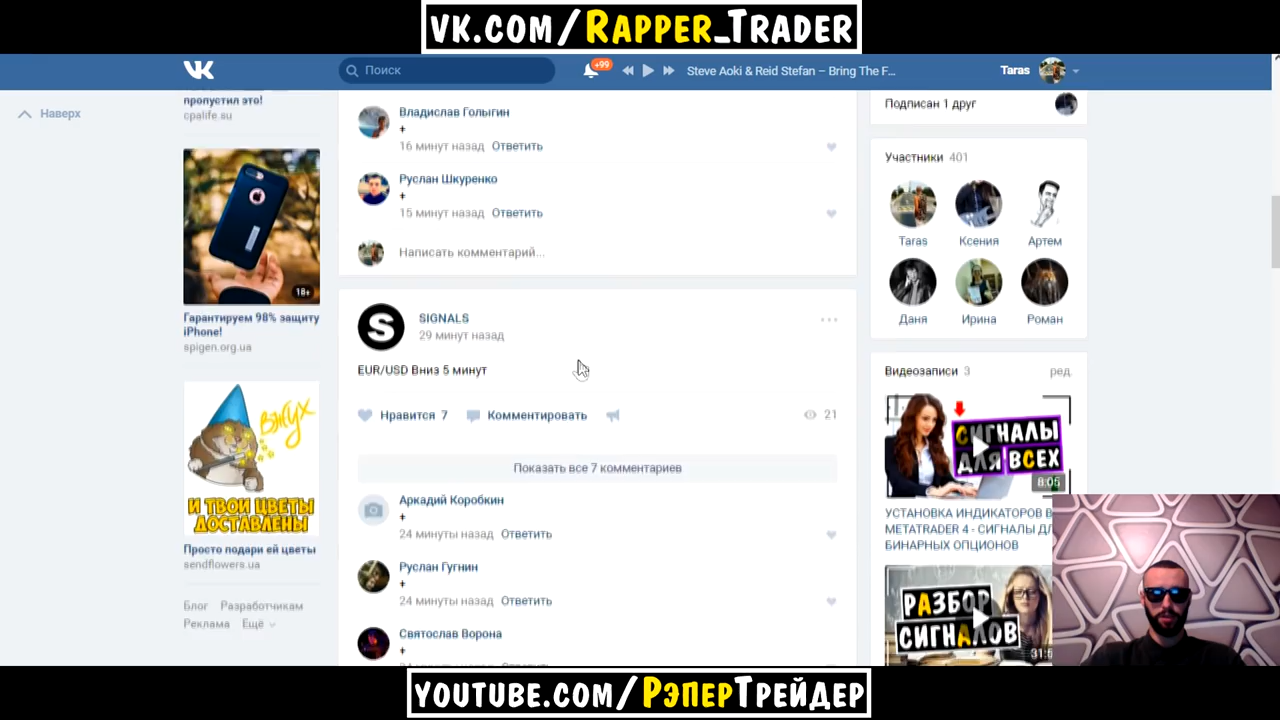 VK.COM/RAPPER_TRADER
Поиск
+99
Steve Aoki & Reid Stefan – Bring The F...
Taras
Наверх
пропустил это!
cpalife.su
18+
Гарантируем 98% защиту
iPhone!
spigen.org.ua
ВЖУХ
И ТВОИ ЦВЕТЫ
ДОСТАВЛЕНЫ
Просто подари ей цветы
sendflowers.ua
Блог Разработчикам
Реклама Ещё
Владислав Голыгин
+
16 минут назад Ответить
Руслан Шкуренко
+
15 минут назад Ответить
Написать комментарий...
S
SIGNALS
29 минут назад
EUR/USD Вниз 5 минут
Нравится 7 Комментировать
21
Показать все 7 комментариев
Аркадий Коробкин
+
24 минуты назад Ответить
Руслан Гугнин
+
24 минуты назад Ответить
Святослав Ворона
+
24 минуты назад Ответить
Подписан 1 друг
Участники 401
Taras Ксения Артем
Даня Ирина Роман
Видеозаписи 3 ред.
СИГНАЛЫ
ДЛЯ ВСЕХ
8:05
УСТАНОВКА ИНДИКАТОРОВ В
METATRADER 4 - СИГНАЛЫ ДЛ
БИНАРНЫХ ОПЦИОНОВ
РАЗБОР
СИГНАЛОВ
YOUTUBE.COM/РЭПЕРТРЕЙДЕР